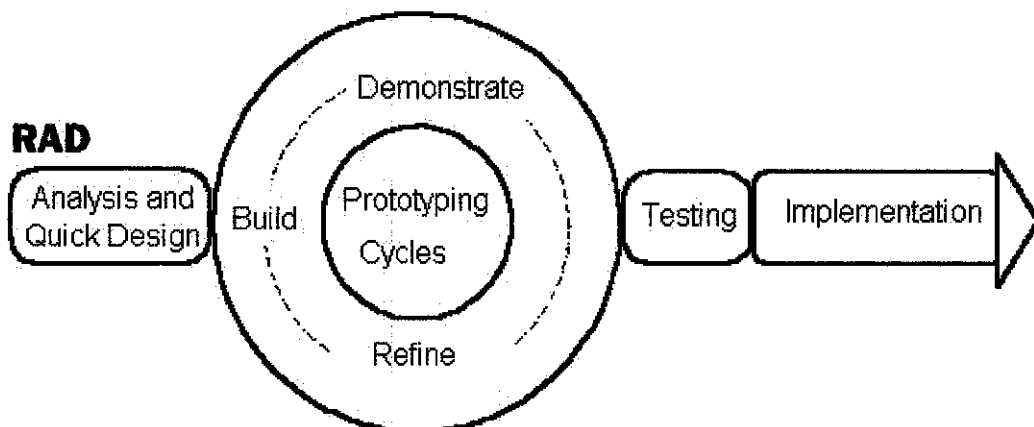 RAD
Analysis and
Quick Design
Demonstrate
Build
Prototyping
Cycles
Refine
Testing
Implementation